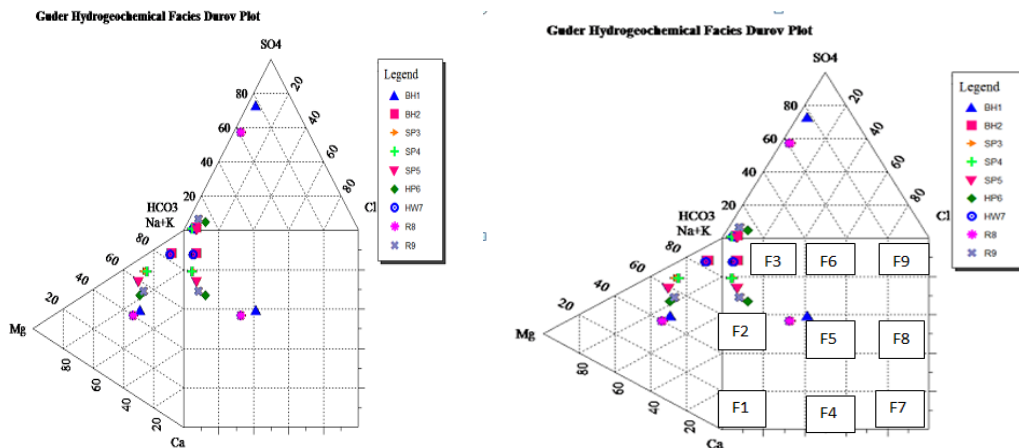 Guder Hydrogeochemical Facies Durov Plot
SO4
20
80
40
60
60
40
80
20
HCO3
Cl
Na+K
80
60
40
20
Mg
80
60
40
20
Ca
Legend
BH1
BH2
SP3
SP4
SP5
HP6
HW7
R8
R9
Guder Hydrogeochemical Facies Durov Plot
SO4
20
80
40
60
60
40
80
20
HCO3
Cl
Na+K
80
60
40
20
Mg
80
60
40
20
Ca
F3 F6 F9
F2 F5 F8
F1 F4 F7
Legend
BH1
BH2
SP3
SP4
SP5
HP6
HW7
R8
R9